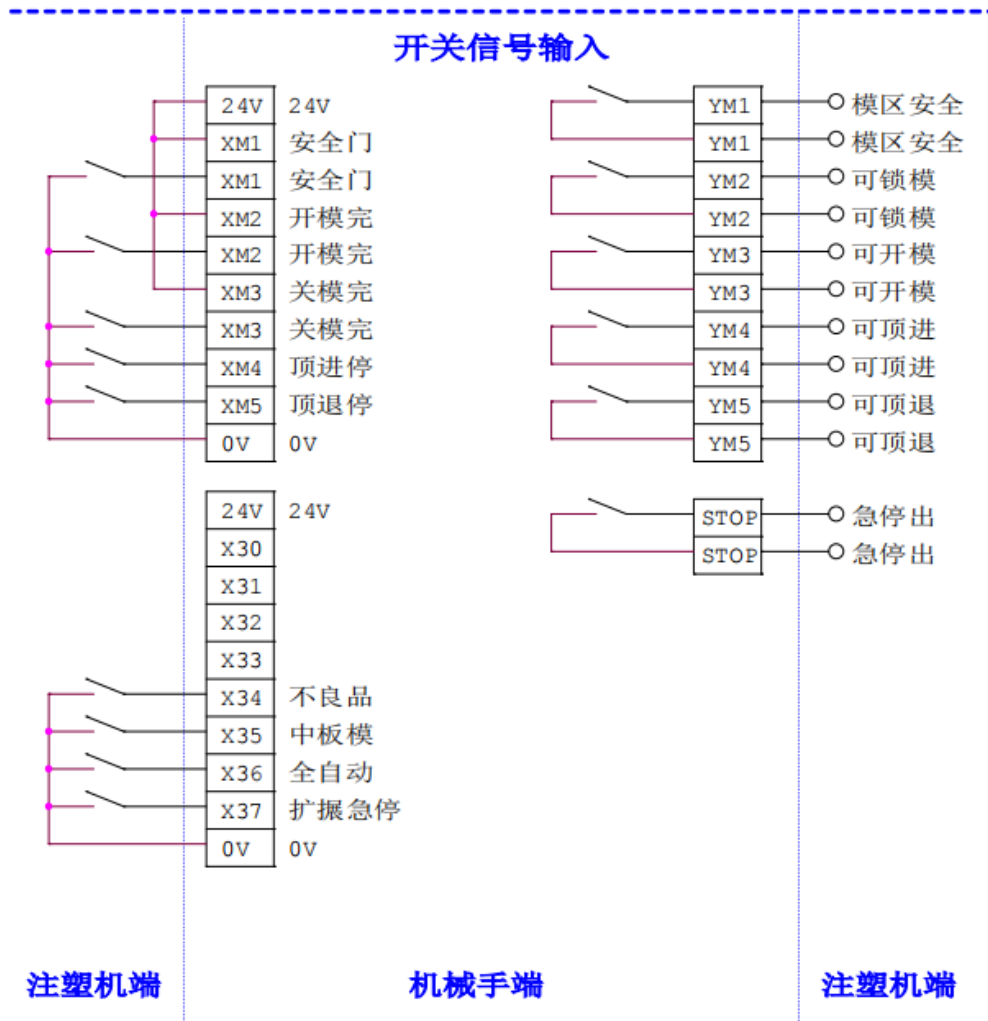 开关信号输入
24V 24V
XM1 安全门
XM1 安全门
XM2 开模完
XM2 开模完
XM3 关模完
XM3 关模完
XM4 顶进停
XM5 顶退停
0V 0V
YM1 模区安全
YM1 模区安全
YM2 可锁模
YM2 可锁模
YM3 可开模
YM3 可开模
YM4 可顶进
YM4 可顶进
YM5 可顶退
YM5 可顶退
24V 24V
X30
X31
X32
X33
X34 不良品
X35 中板模
X36 全自动
X37 扩搌急停
0V 0V
STOP 急停出
STOP 急停出
注塑机端
机械手端
注塑机端